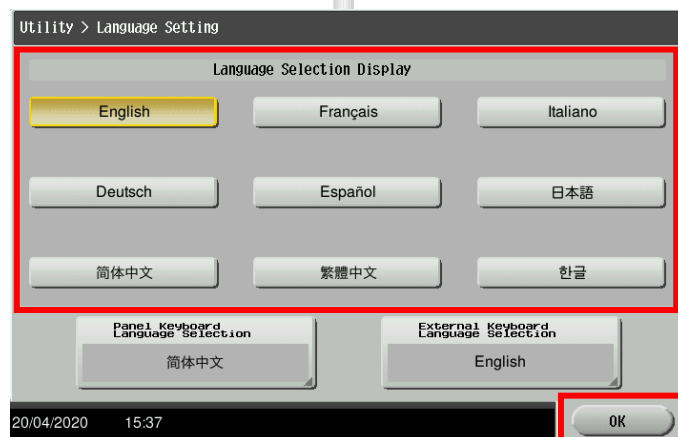 Utility > Language Setting
Language Selection Display
English Français Italiano
Deutsch Español 日本語
简体中文 繁體中文 한글
Panel Keyboard External Keyboard
Language Selection Language Selection
简体中文 English
20/04/2020 15:37 OK